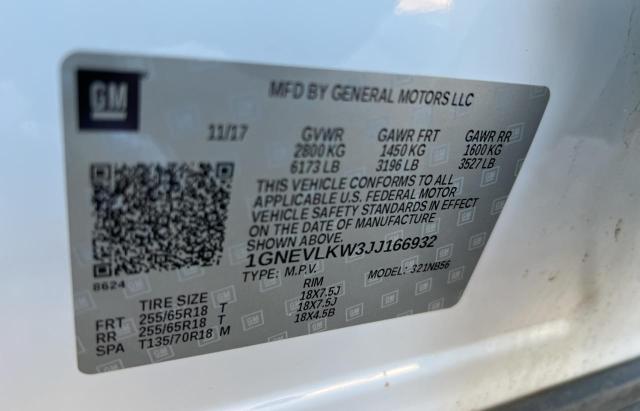 GM
MFD BY GENERAL MOTORS LLC
11/17 GVWR GAWR FRT GAWR RR
2800 KG 1450 KG 1600 KG
6173 LB 3196 LB 3527 LB
THIS VEHICLE CONFORMS TO ALL
APPLICABLE U.S. FEDERAL MOTOR
VEHICLE SAFETY STANDARDS IN EFFECT
ON THE DATE OF MANUFACTURE
SHOWN ABOVE.
1GNEVLKW3JJ166932
8624 TYPE: M.P.V. MODEL: 321NB56
TIRE SIZE RIM
FRT 255/65R18 T 18X7.5J
RR 255/65R18 T 18X7.5J
SPA T135/70R18 M 18X4.5B